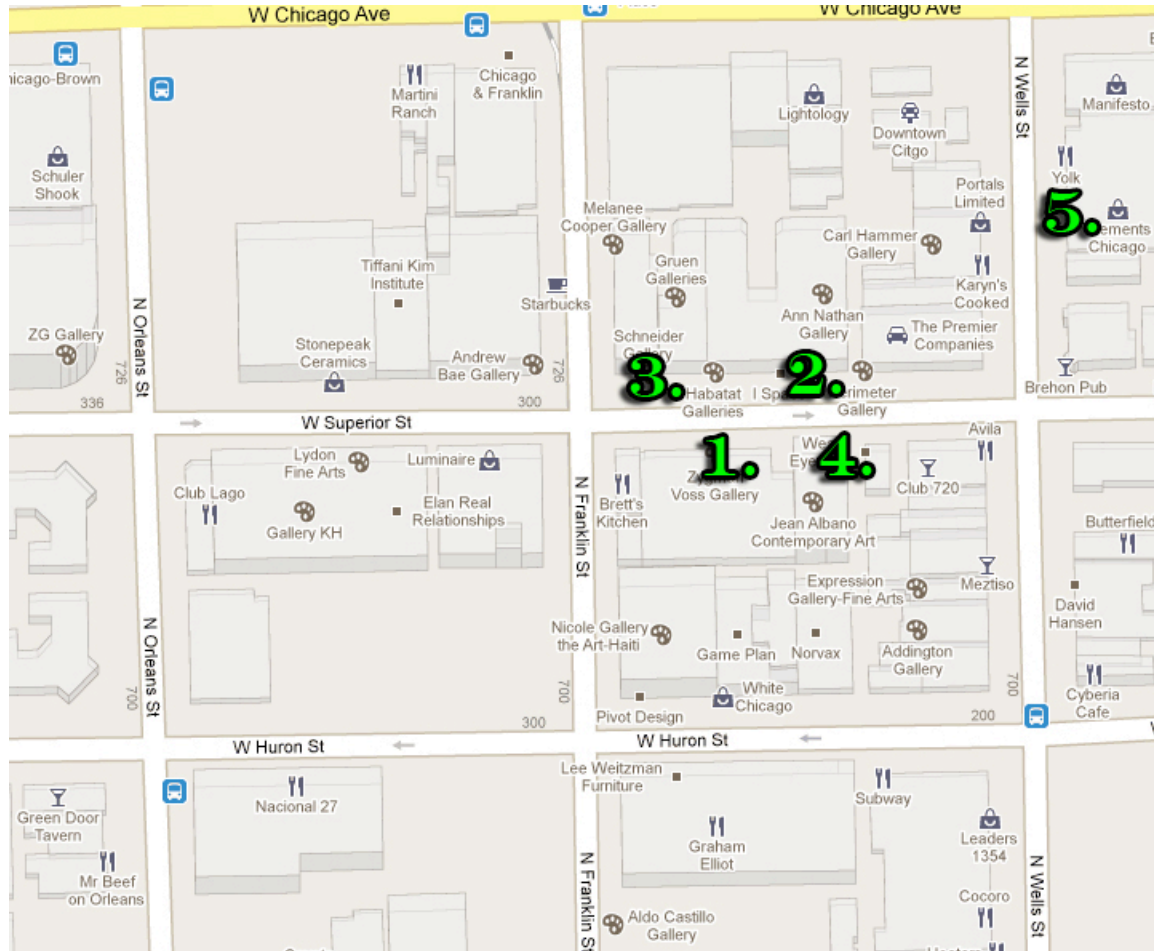 W Chicago Ave
W Chicago Ave
hicago-Brown
Chicago
& Franklin
Martini
Ranch
Lightology
Downtown
Citgo
N Wells St
Manifesto
Schuler
Shook
Yolk
Portals
Limited
5.
ements
Chicago
Melanee
Cooper Gallery
Gruen
Galleries
Carl Hammer
Gallery
Tiffani Kim
Institute
Starbucks
Karyn's
Cooked
Ann Nathan
Gallery
The Premier
Companies
N Orleans St
ZG Gallery
Stonepeak
Ceramics
Andrew
Bae Gallery
Schneider
Gallery
3.
2.
Habatat
Galleries
I Sp
erimeter
Gallery
Brehon Pub
726
726
336
300
W Superior St
Avila
Lydon
Fine Arts
Luminaire
1.
4.
We
Eye
Voss Gallery
Club 720
Club Lago
Gallery KH
Elan Real
Relationships
N Franklin St
Brett's
Kitchen
Jean Albano
Contemporary Art
Butterfield
Expression
Gallery-Fine Arts
Meztiso
David
Hansen
Nicole Gallery
the Art-Haiti
Game Plan
Norvax
Addington
Gallery
N Orleans St
700
700
700
White
Chicago
Pivot Design
Cyberia
Cafe
300
200
W Huron St
W Huron St
Lee Weitzman
Furniture
Nacional 27
Subway
Green Door
Tavern
Graham
Elliot
Leaders
1354
Mr Beef
on Orleans
N Franklin St
N Wells St
Cocoro
Aldo Castillo
Gallery